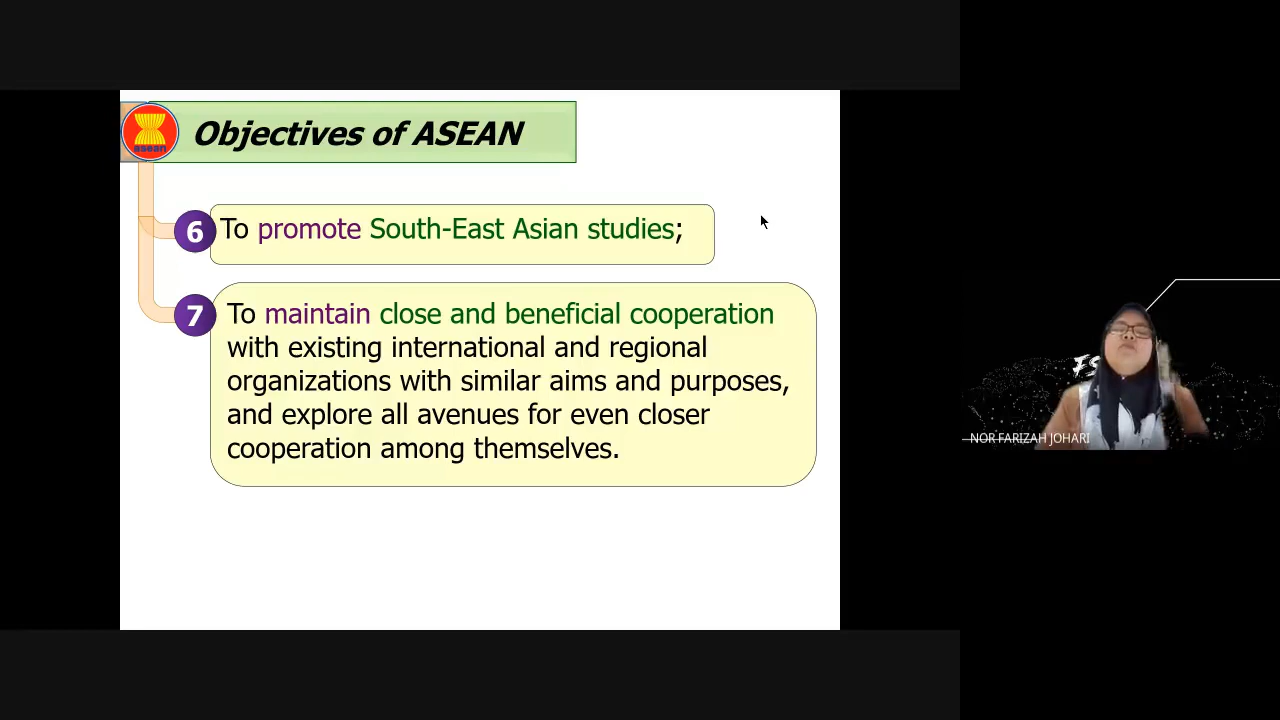 asean
Objectives of ASEAN
6
To promote South-East Asian studies;
7
To maintain close and beneficial cooperation
with existing international and regional
organizations with similar aims and purposes,
and explore all avenues for even closer
cooperation among themselves.
NOR FARIZAH JOHARI